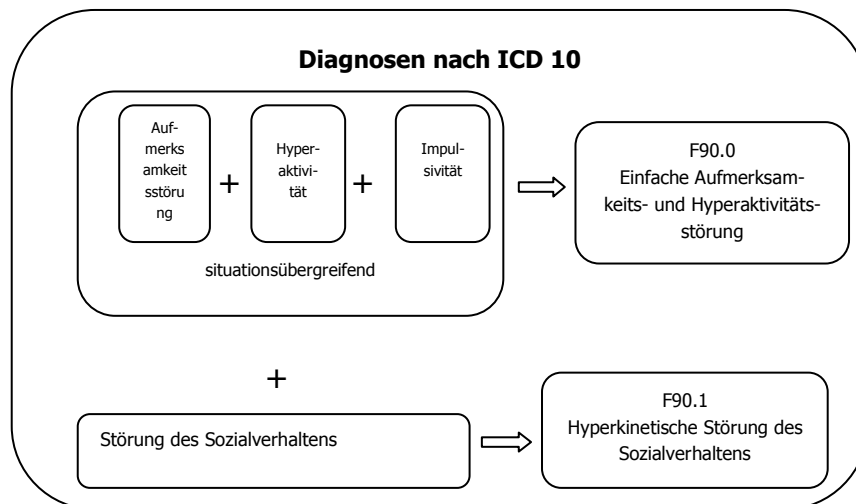 Diagnosen nach ICD 10
Auf-
merks
amkeit
sstöru
ng
+
Hyper-
aktivi-
tät
+
Impul-
sivität
situationsübergreifend
F90.0
Einfache Aufmerksam-
keits- und Hyperaktivitäts-
störung
+
Störung des Sozialverhaltens
F90.1
Hyperkinetische Störung des
Sozialverhaltens